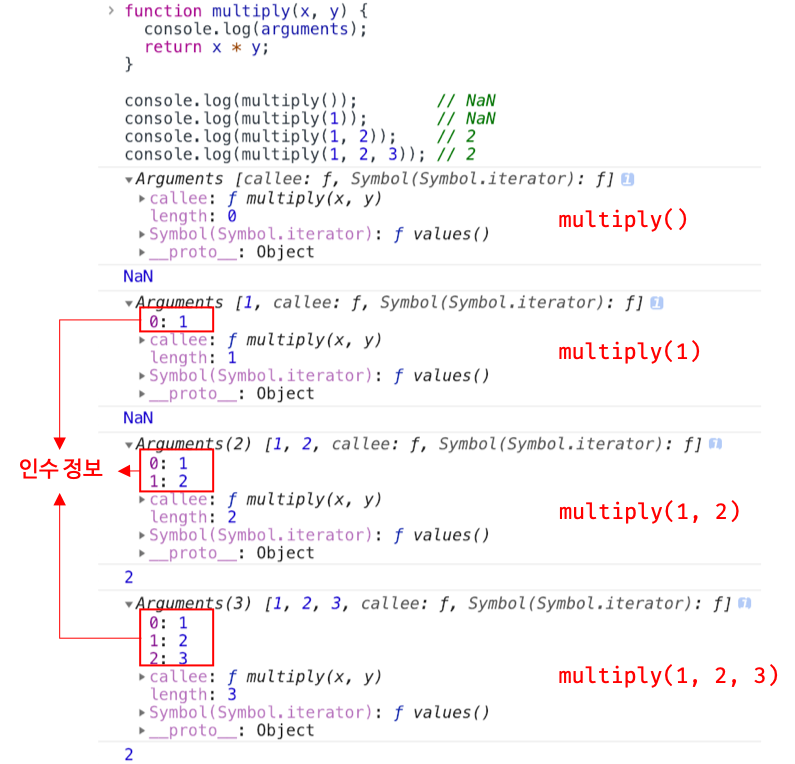 > function multiply(x, y) {
console.log(arguments);
return x * y;
}
console.log(multiply()); // NaN
console.log(multiply(1)); // NaN
console.log(multiply(1, 2)); // 2
console.log(multiply(1, 2, 3)); // 2
▼Arguments [callee: ƒ, Symbol(Symbol.iterator): ƒ] i
▶callee: ƒ multiply(x, y)
length: 0
multiply()
▶Symbol(Symbol.iterator): ƒ values()
▶__proto__: Object
NaN
▼Arguments [1, callee: ƒ, Symbol(Symbol.iterator): ƒ] i
0: 1
▶callee: ƒ multiply(x, y)
length: 1
multiply(1)
▶Symbol(Symbol.iterator): ƒ values()
▶__proto__: Object
NaN
▼Arguments(2) [1, 2, callee: ƒ, Symbol(Symbol.iterator): ƒ] i
인수 정보
0: 1
1: 2
▶callee: ƒ multiply(x, y)
length: 2
multiply(1, 2)
▶Symbol(Symbol.iterator): ƒ values()
▶__proto__: Object
2
▼Arguments(3) [1, 2, 3, callee: ƒ, Symbol(Symbol.iterator): ƒ] i
0: 1
1: 2
2: 3
▶callee: ƒ multiply(x, y)
multiply(1, 2, 3)
length: 3
▶Symbol(Symbol.iterator): ƒ values()
▶__proto__: Object
2